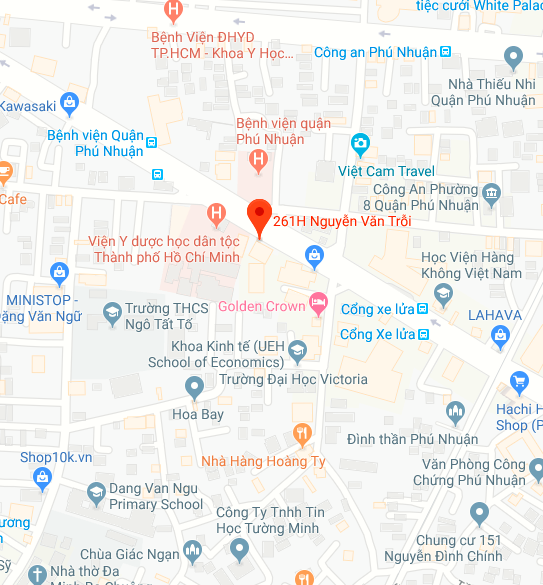 tiệc cưới White Palac
Bệnh Viện ĐHYD
TP.HCM - Khoa Y Học...
Công an Phú Nhuận
Nhà Thiếu Nhi
Quận Phú Nhuận
Kawasaki
Bệnh viện Quận
Phú Nhuận
Bệnh viện quận
Phú Nhuận
Việt Cam Travel
Công An Phường
8 Quận Phú Nhuận
Cafe
261H Nguyễn Văn Trỗi
Viện Y dược học dân tộc
Thành phố Hồ Chí Minh
Học Viện Hàng
Không Việt Nam
MINISTOP -
Đặng Văn Ngữ
Trường THCS
Ngô Tất Tố
Golden Crown
Cổng xe lửa
Cổng Xe lửa
LAHAVA
Khoa Kinh tế (UEH
School of Economics)
Trường Đại Học Victoria
Hoa Bay
Hachi H
Shop (P
Đình thần Phú Nhuận
Nhà Hàng Hoàng Ty
Shop10k.vn
Văn Phòng Công
Chứng Phú Nhuận
Dang Van Ngu
Primary School
Công Ty Tnhh Tin
Học Tường Minh
ương
Chung cư 151
Nguyễn Đình Chính
Chùa Giác Ngạn
Sỹ
Nhà thờ Đa
Minh Ba Chuông